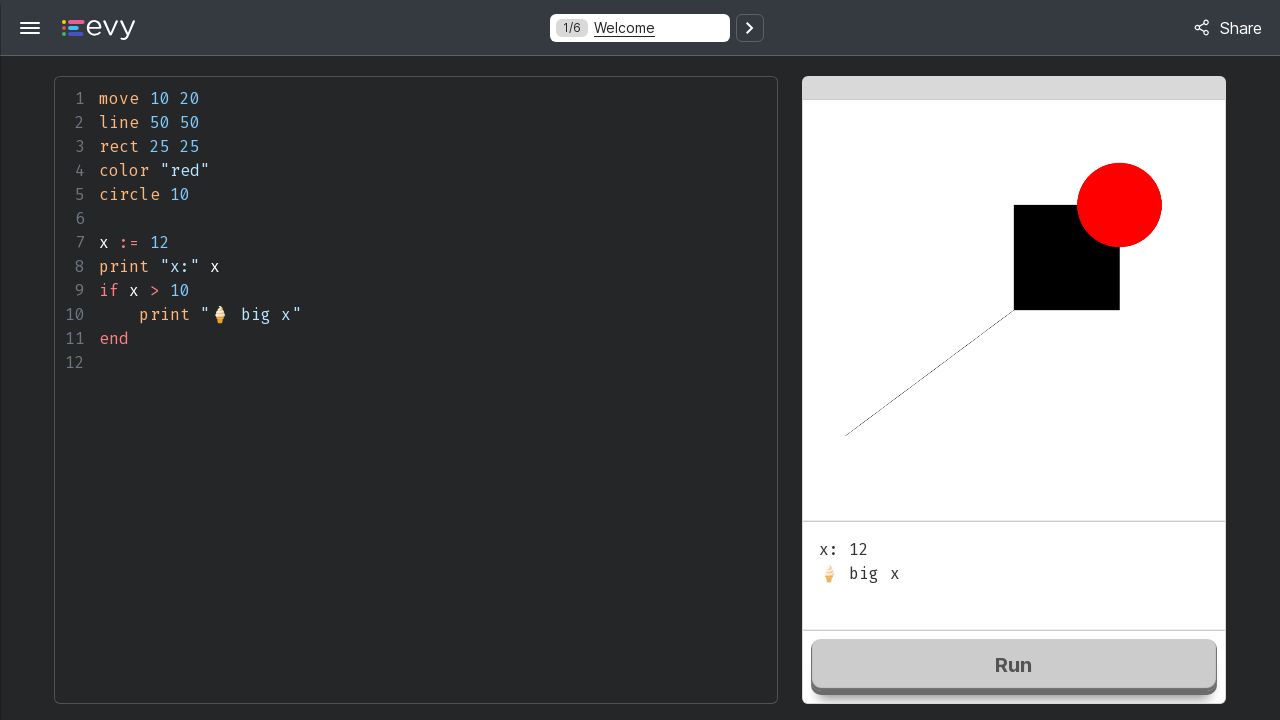 evy
1/6 Welcome
Share
1 move 10 20
2 line 50 50
3 rect 25 25
4 color "red"
5 circle 10
6
7 x := 12
8 print "x:" x
9 if x > 10
10     print "🍦 big x"
11 end
12
x: 12
🍦 big x
Run